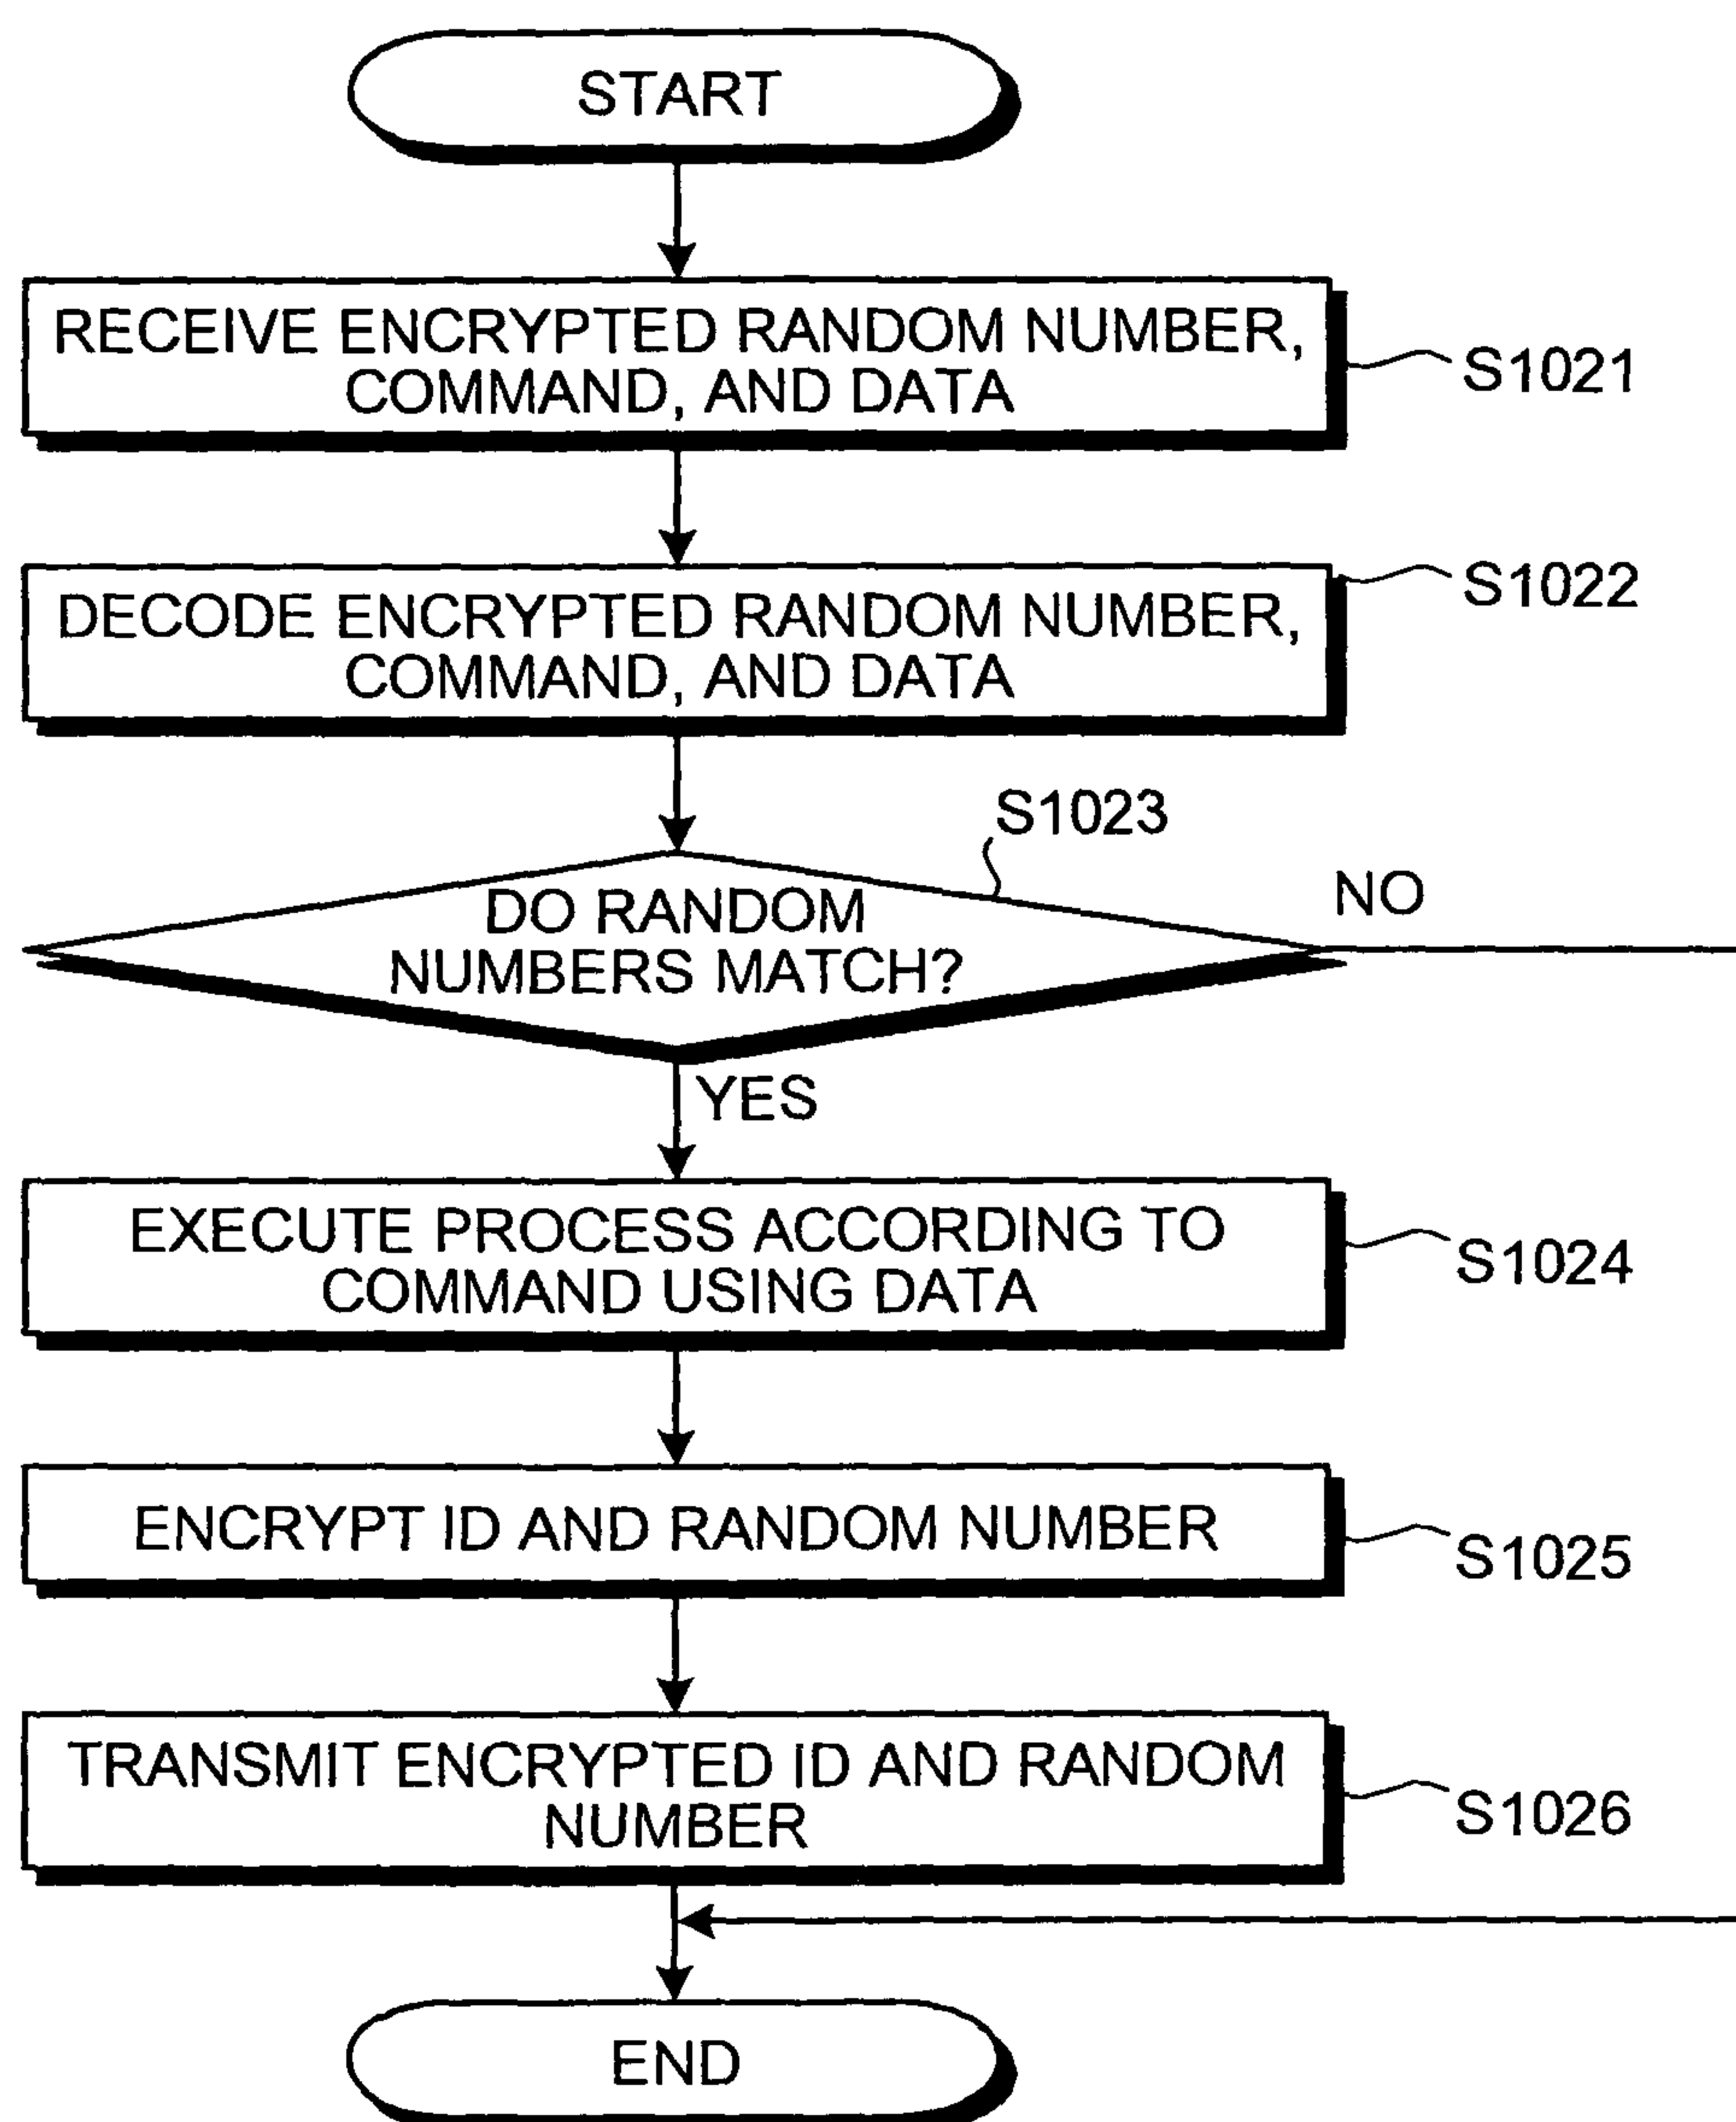 START
RECEIVE ENCRYPTED RANDOM NUMBER,
COMMAND, AND DATA
S1021
DECODE ENCRYPTED RANDOM NUMBER,
COMMAND, AND DATA
S1022
S1023
DO RANDOM
NUMBERS MATCH?
NO
YES
EXECUTE PROCESS ACCORDING TO
COMMAND USING DATA
S1024
ENCRYPT ID AND RANDOM NUMBER
S1025
TRANSMIT ENCRYPTED ID AND RANDOM
NUMBER
S1026
END